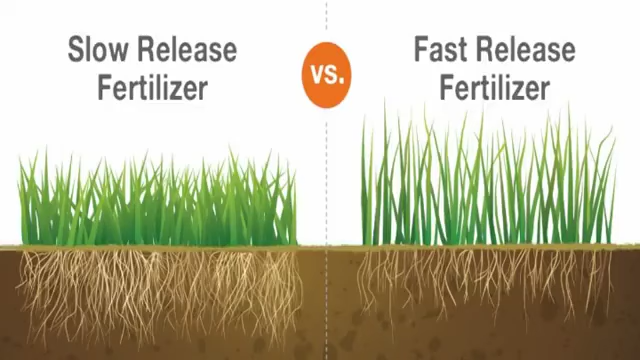 Slow Release
Fertilizer
vs.
Fast Release
Fertilizer